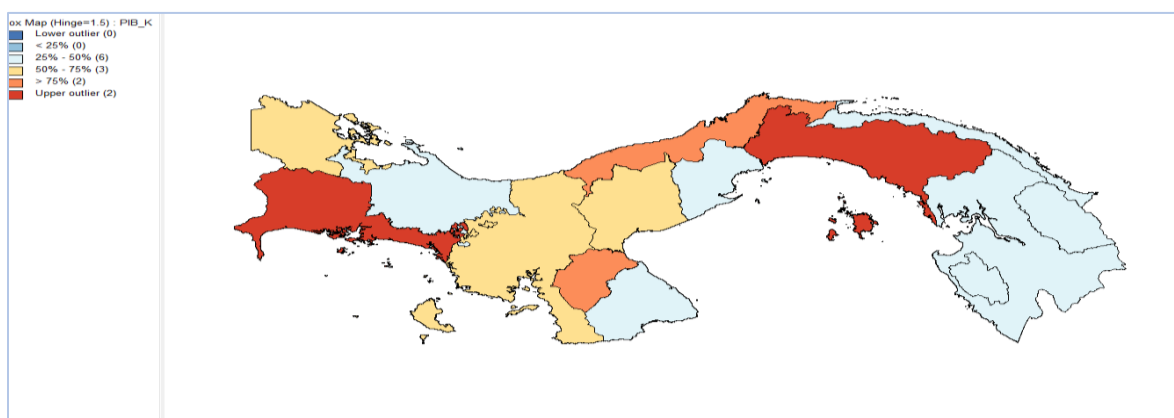 ox Map (Hinge=1.5) : PIB_K
Lower outlier (0)
< 25% (0)
25% - 50% (6)
50% - 75% (3)
> 75% (2)
Upper outlier (2)